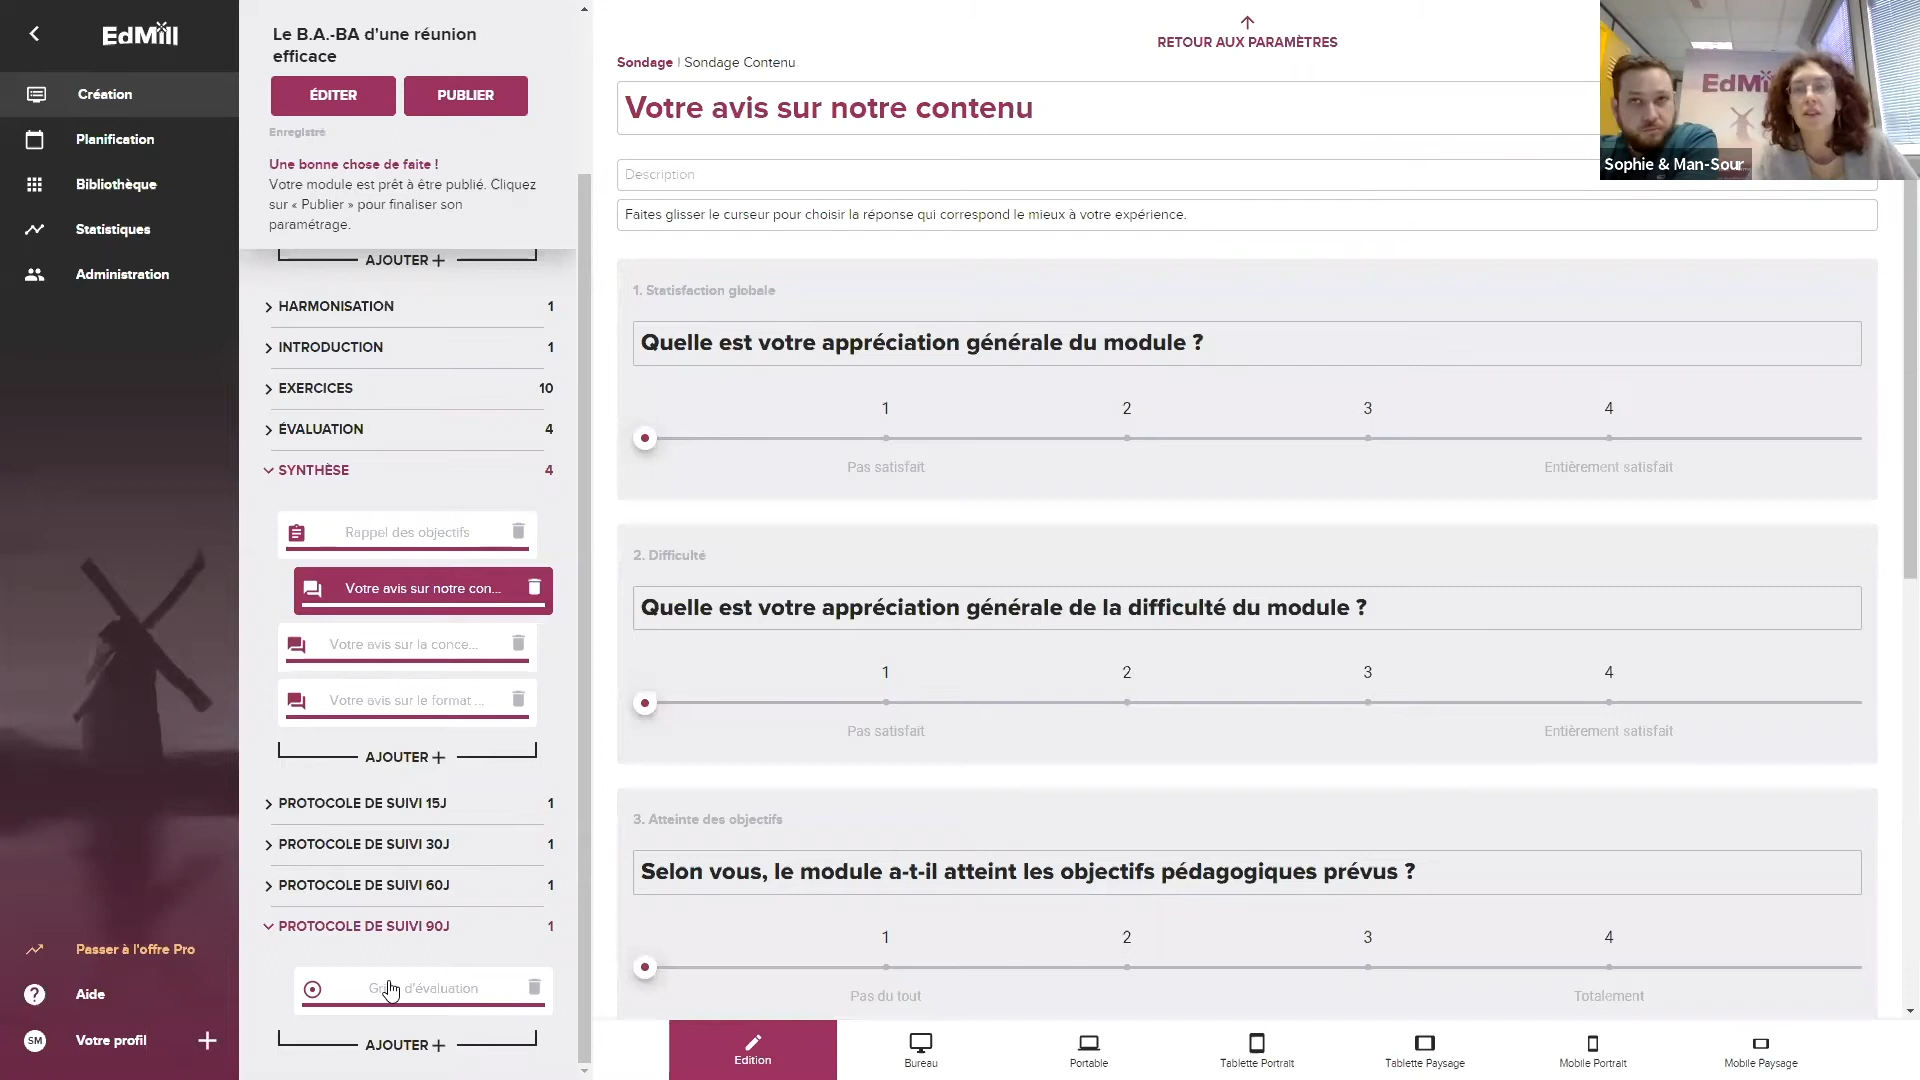 EdMill
Création
Planification
Bibliothèque
Statistiques
Administration
Passer à l'offre Pro
Aide
SM
Votre profil
Le B.A.-BA d'une réunion
efficace
ÉDITER
PUBLIER
Enregistré
Une bonne chose de faite !
Votre module est prêt à être publié. Cliquez
sur « Publier » pour finaliser son
paramétrage.
AJOUTER
HARMONISATION 1
INTRODUCTION 1
EXERCICES 10
ÉVALUATION 4
SYNTHÈSE 4
Rappel des objectifs
Votre avis sur notre con...
Votre avis sur la conce...
Votre avis sur le format ...
AJOUTER
PROTOCOLE DE SUIVI 15J 1
PROTOCOLE DE SUIVI 30J 1
PROTOCOLE DE SUIVI 60J 1
PROTOCOLE DE SUIVI 90J 1
d'évaluation
AJOUTER
RETOUR AUX PARAMÈTRES
Sondage | Sondage Contenu
Votre avis sur notre contenu
Description
Faites glisser le curseur pour choisir la réponse qui correspond le mieux à votre expérience.
1. Statisfaction globale
Quelle est votre appréciation générale du module ?
1 2 3 4
Pas satisfait Entièrement satisfait
2. Difficulté
Quelle est votre appréciation générale de la difficulté du module ?
1 2 3 4
Pas satisfait Entièrement satisfait
3. Atteinte des objectifs
Selon vous, le module a-t-il atteint les objectifs pédagogiques prévus ?
1 2 3 4
Pas du tout Totalement
Edition
Bureau
Portable
Tablette Portrait
Tablette Paysage
Mobile Portrait
Mobile Paysage
Sophie & Man-Sour